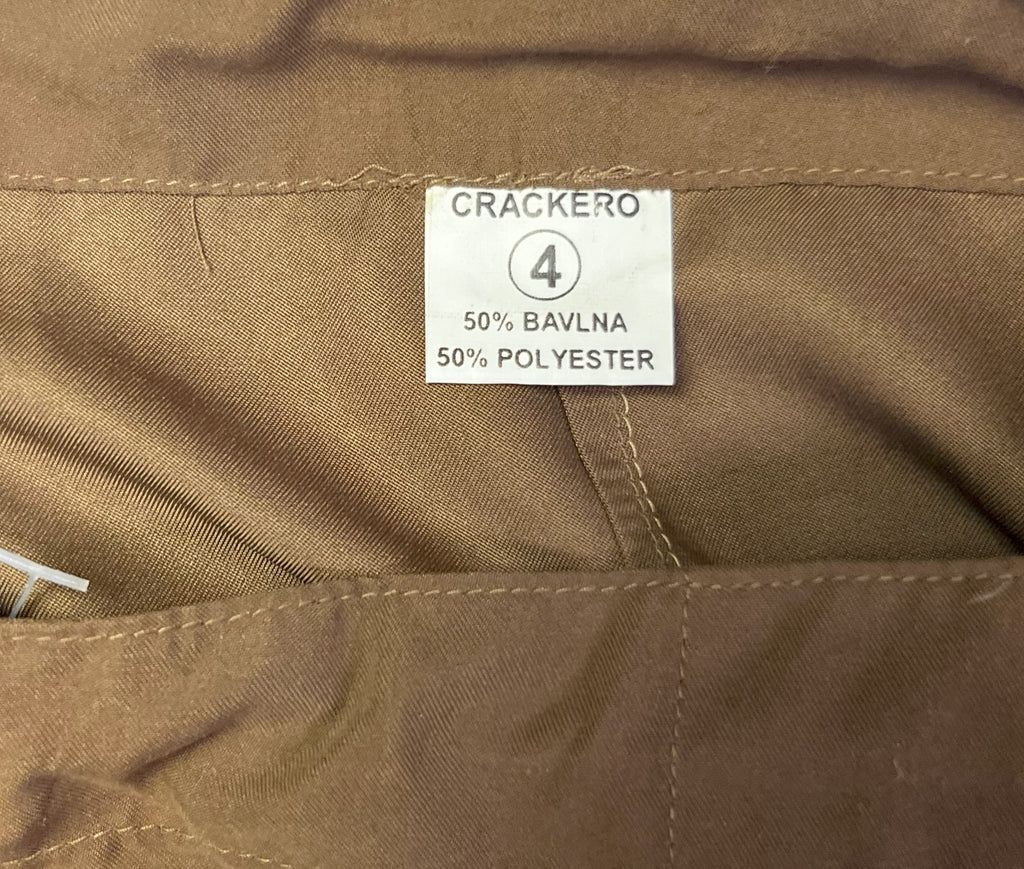 CRACKERO
4
50% BAVLNA
50% POLYESTER